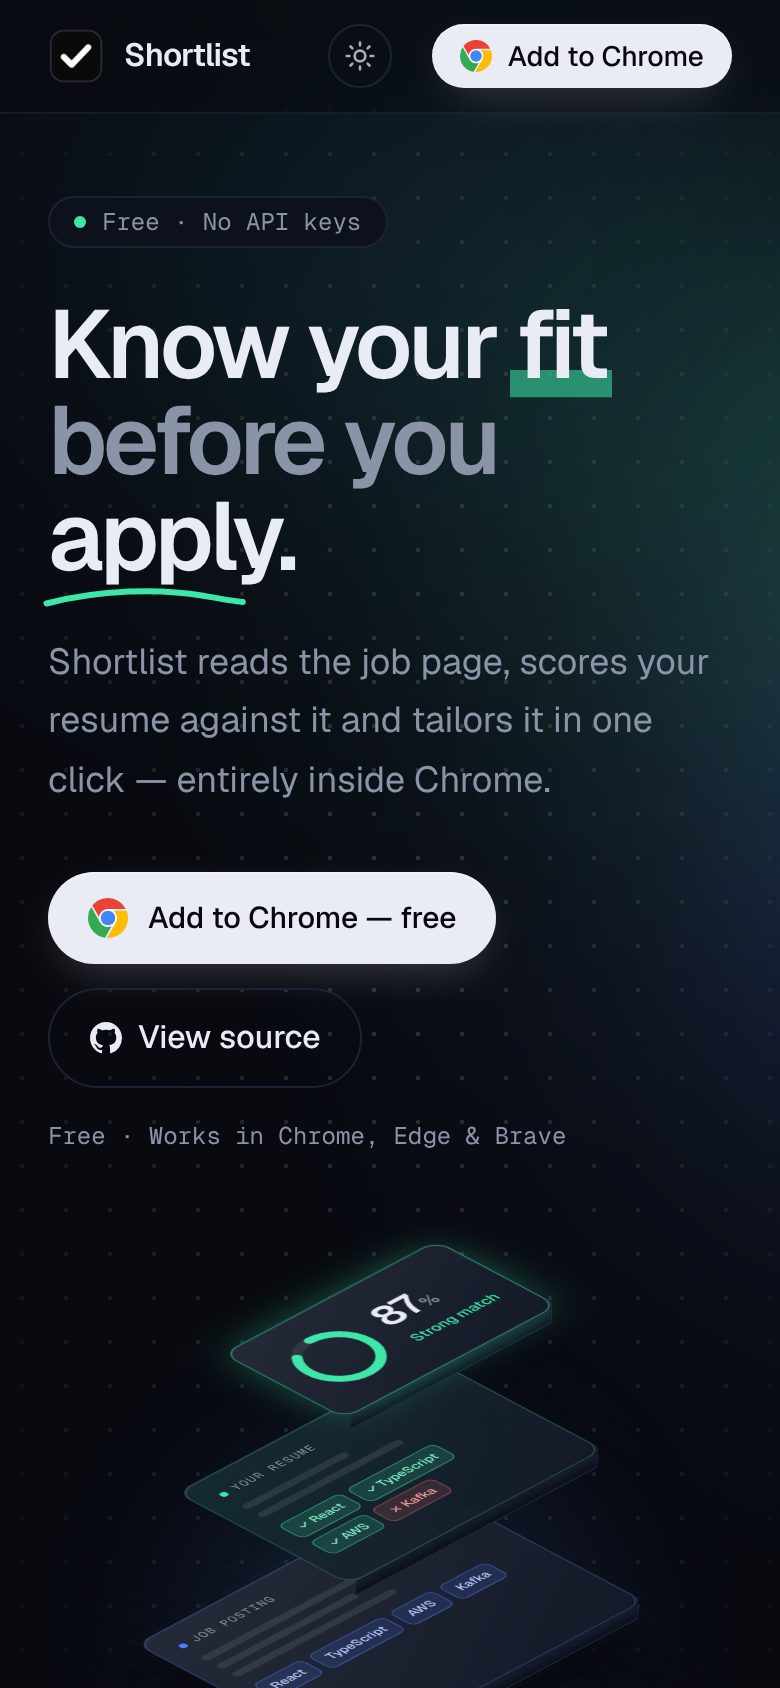 Shortlist
Add to Chrome
Free · No API keys
Know your fit
before you
apply.
Shortlist reads the job page, scores your
resume against it and tailors it in one
click — entirely inside Chrome.
Add to Chrome — free
View source
Free · Works in Chrome, Edge & Brave
87%
Strong match
YOUR RESUME
✓ React
✓ TypeScript
✓ AWS
✕ Kafka
JOB POSTING
React
TypeScript
AWS
Kafka